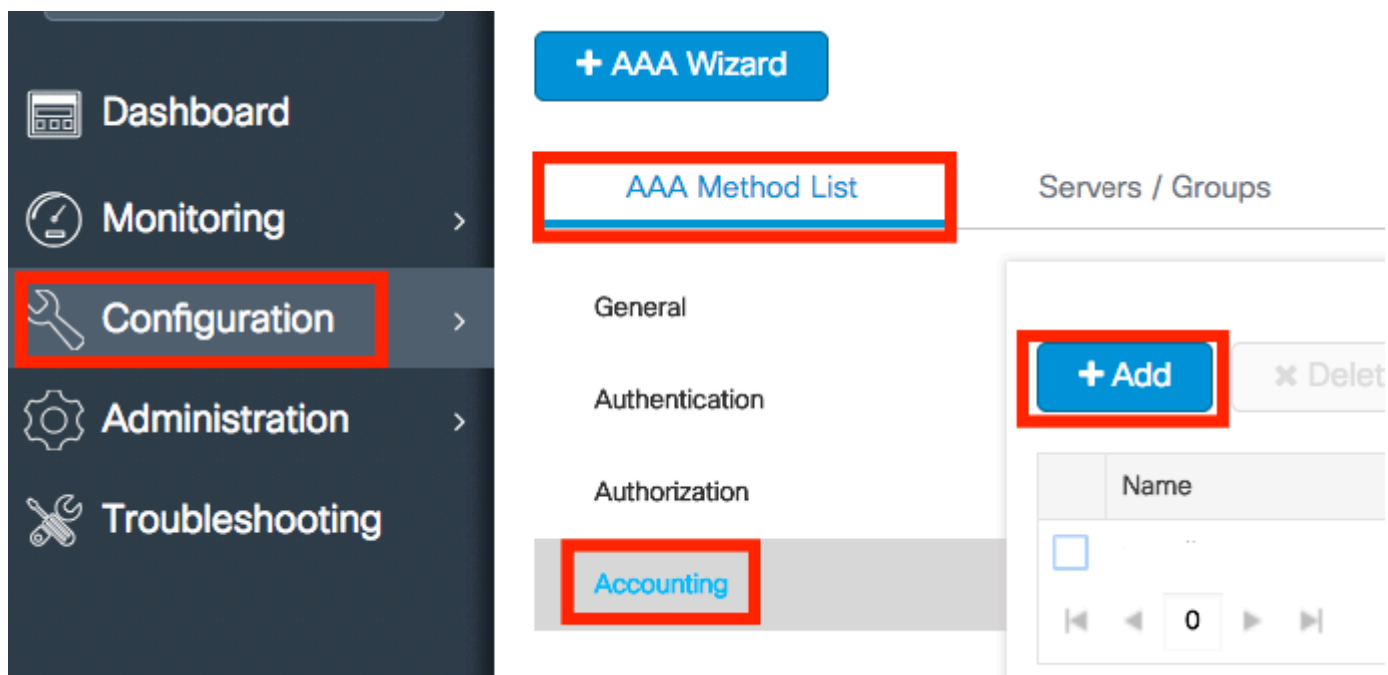 Dashboard
Monitoring
Configuration
Administration
Troubleshooting
+ AAA Wizard
AAA Method List
Servers / Groups
General
Authentication
Authorization
Accounting
+ Add
× Delet
Name
0